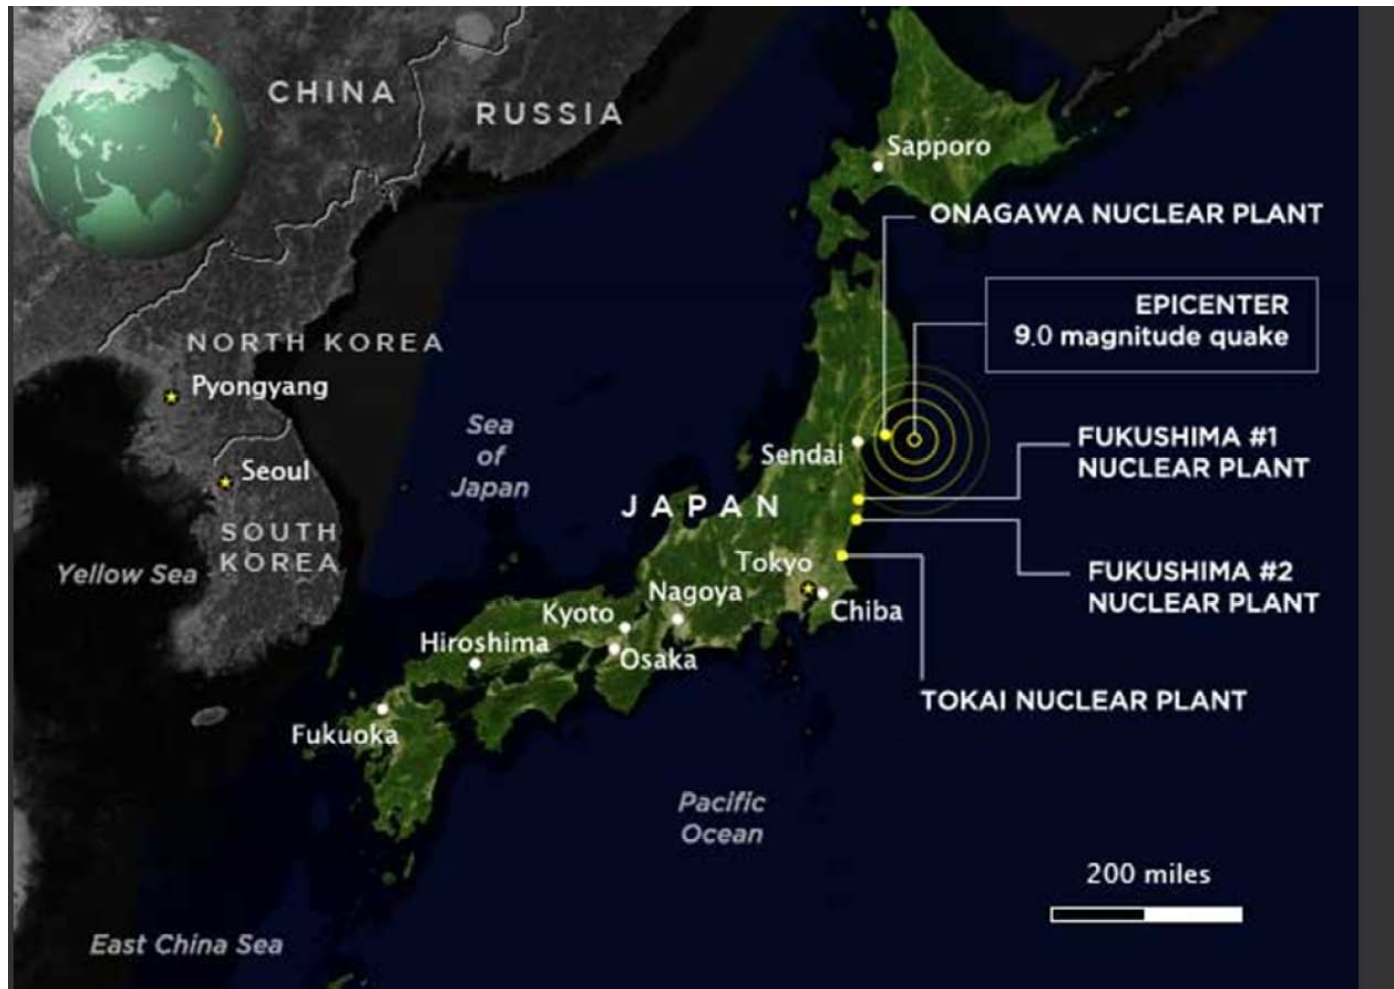 CHINA
RUSSIA
Sapporo
ONAGAWA NUCLEAR PLANT
EPICENTER
9.0 magnitude quake
NORTH KOREA
Pyongyang
Sea
of
Japan
Sendai
FUKUSHIMA #1
NUCLEAR PLANT
Seoul
JAPAN
SOUTH
KOREA
Yellow Sea
Tokyo
FUKUSHIMA #2
NUCLEAR PLANT
Nagoya
Kyoto
Chiba
Hiroshima
Osaka
TOKAI NUCLEAR PLANT
Fukuoka
Pacific
Ocean
200 miles
East China Sea